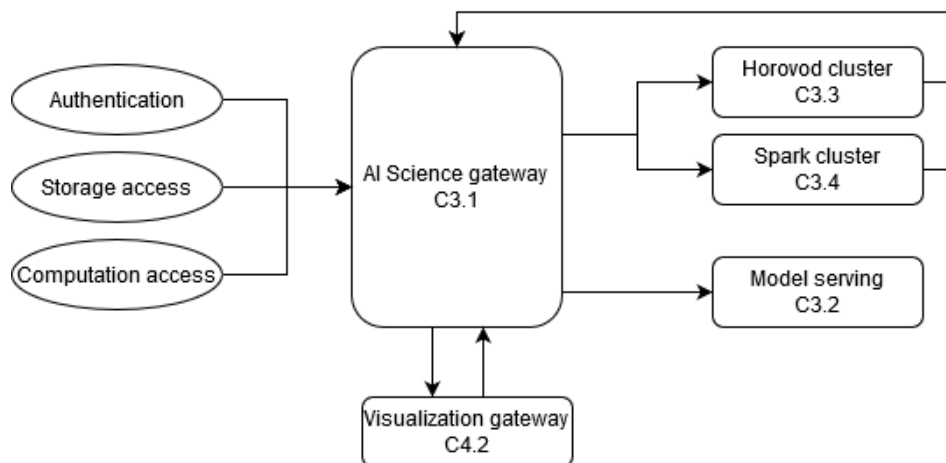 Authentication
Storage access
Computation access
AI Science gateway
C3.1
Horovod cluster
C3.3
Spark cluster
C3.4
Model serving
C3.2
Visualization gateway
C4.2